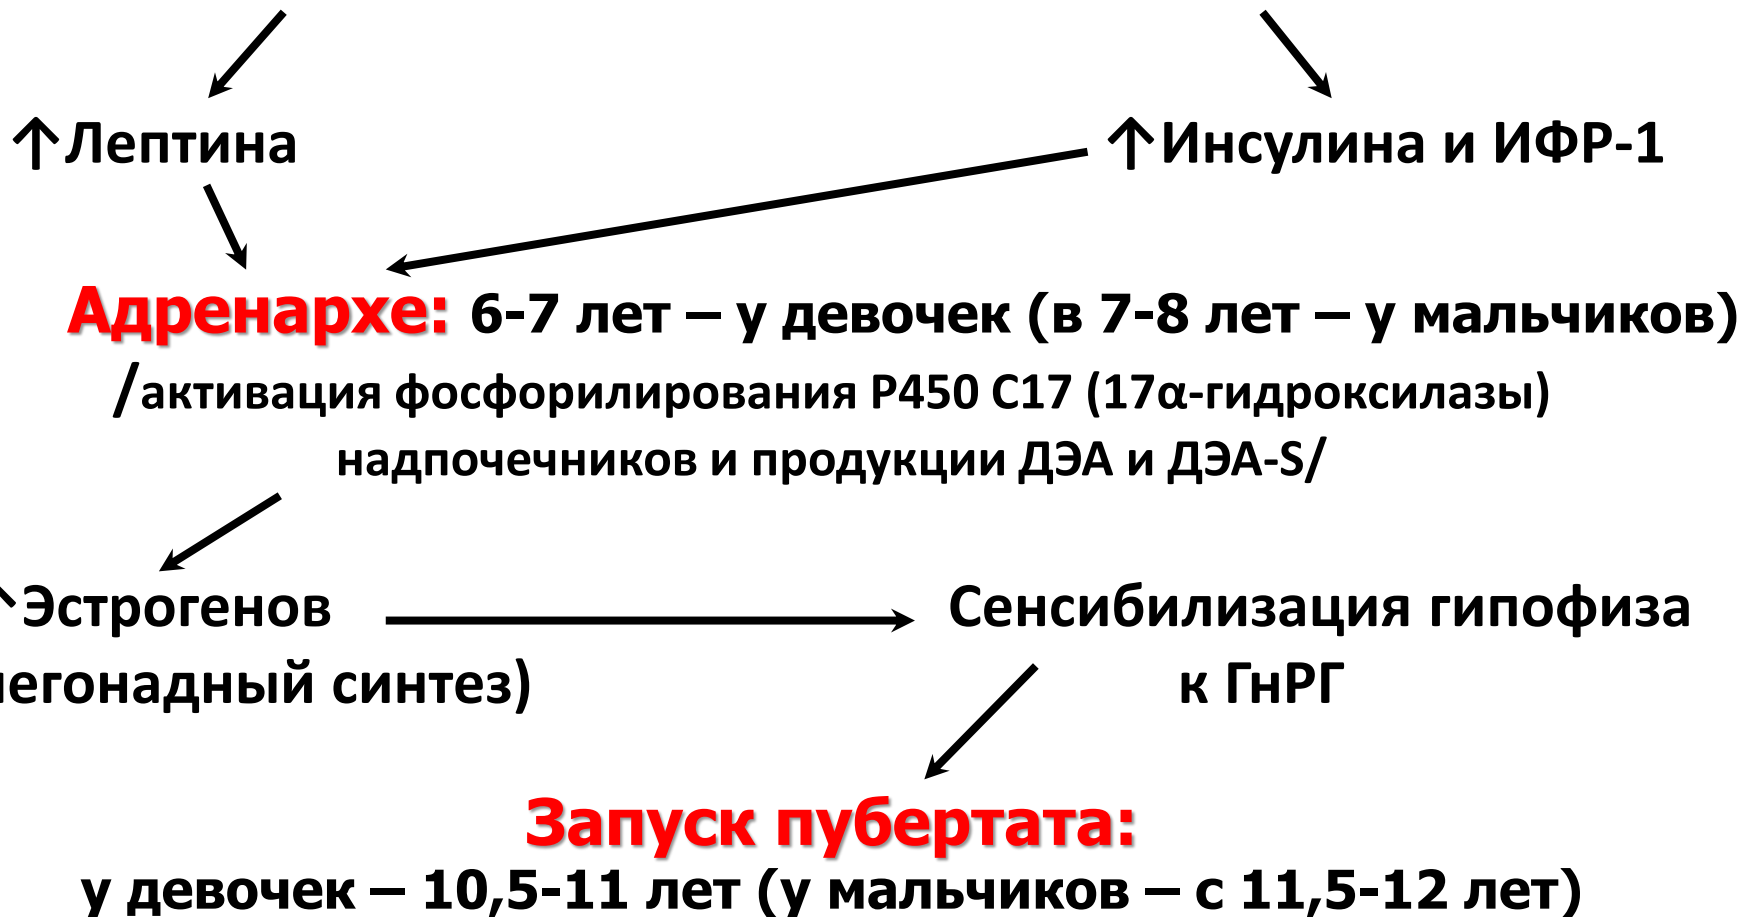 ↑Лептина
↑Инсулина и ИФР-1
Адренархе: 6-7 лет – у девочек (в 7-8 лет – у мальчиков)
/активация фосфорилирования Р450 С17 (17α-гидроксилазы)
надпочечников и продукции ДЭА и ДЭА-S/
↑Эстрогенов
Сенсибилизация гипофиза
синтез)
к ГнРГ
Запуск пубертата:
у девочек – 10,5-11 лет (у мальчиков – с 11,5-12 лет)